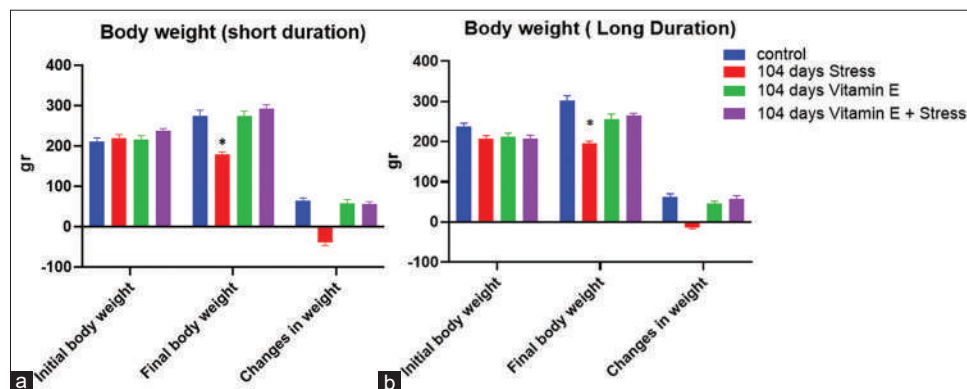 Body weight (short duration)
400
300
200
100
0
-100
gr
*
Initial body weight
Final body weight
Changes in weight
a
Body weight ( Long Duration)
400
300
200
100
0
-100
gr
*
Initial body weight
Final body weight
Changes in weight
b
control
104 days Stress
104 days Vitamin E
104 days Vitamin E + Stress